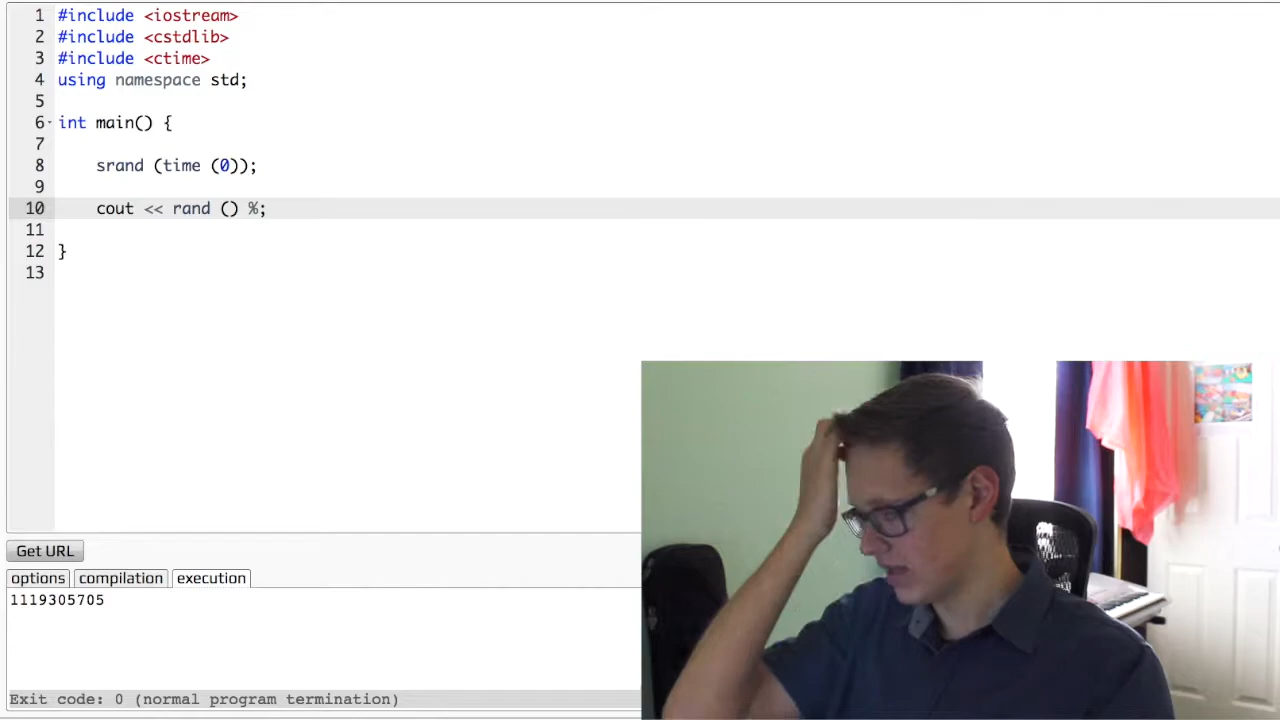 1 #include <iostream>
2 #include <cstdlib>
3 #include <ctime>
4 using namespace std;
5
6 int main() {
7
8     srand (time (0));
9
10     cout << rand () %;
11
12 }
13
Get URL
options compilation execution
1119305705
Exit code: 0 (normal program termination)